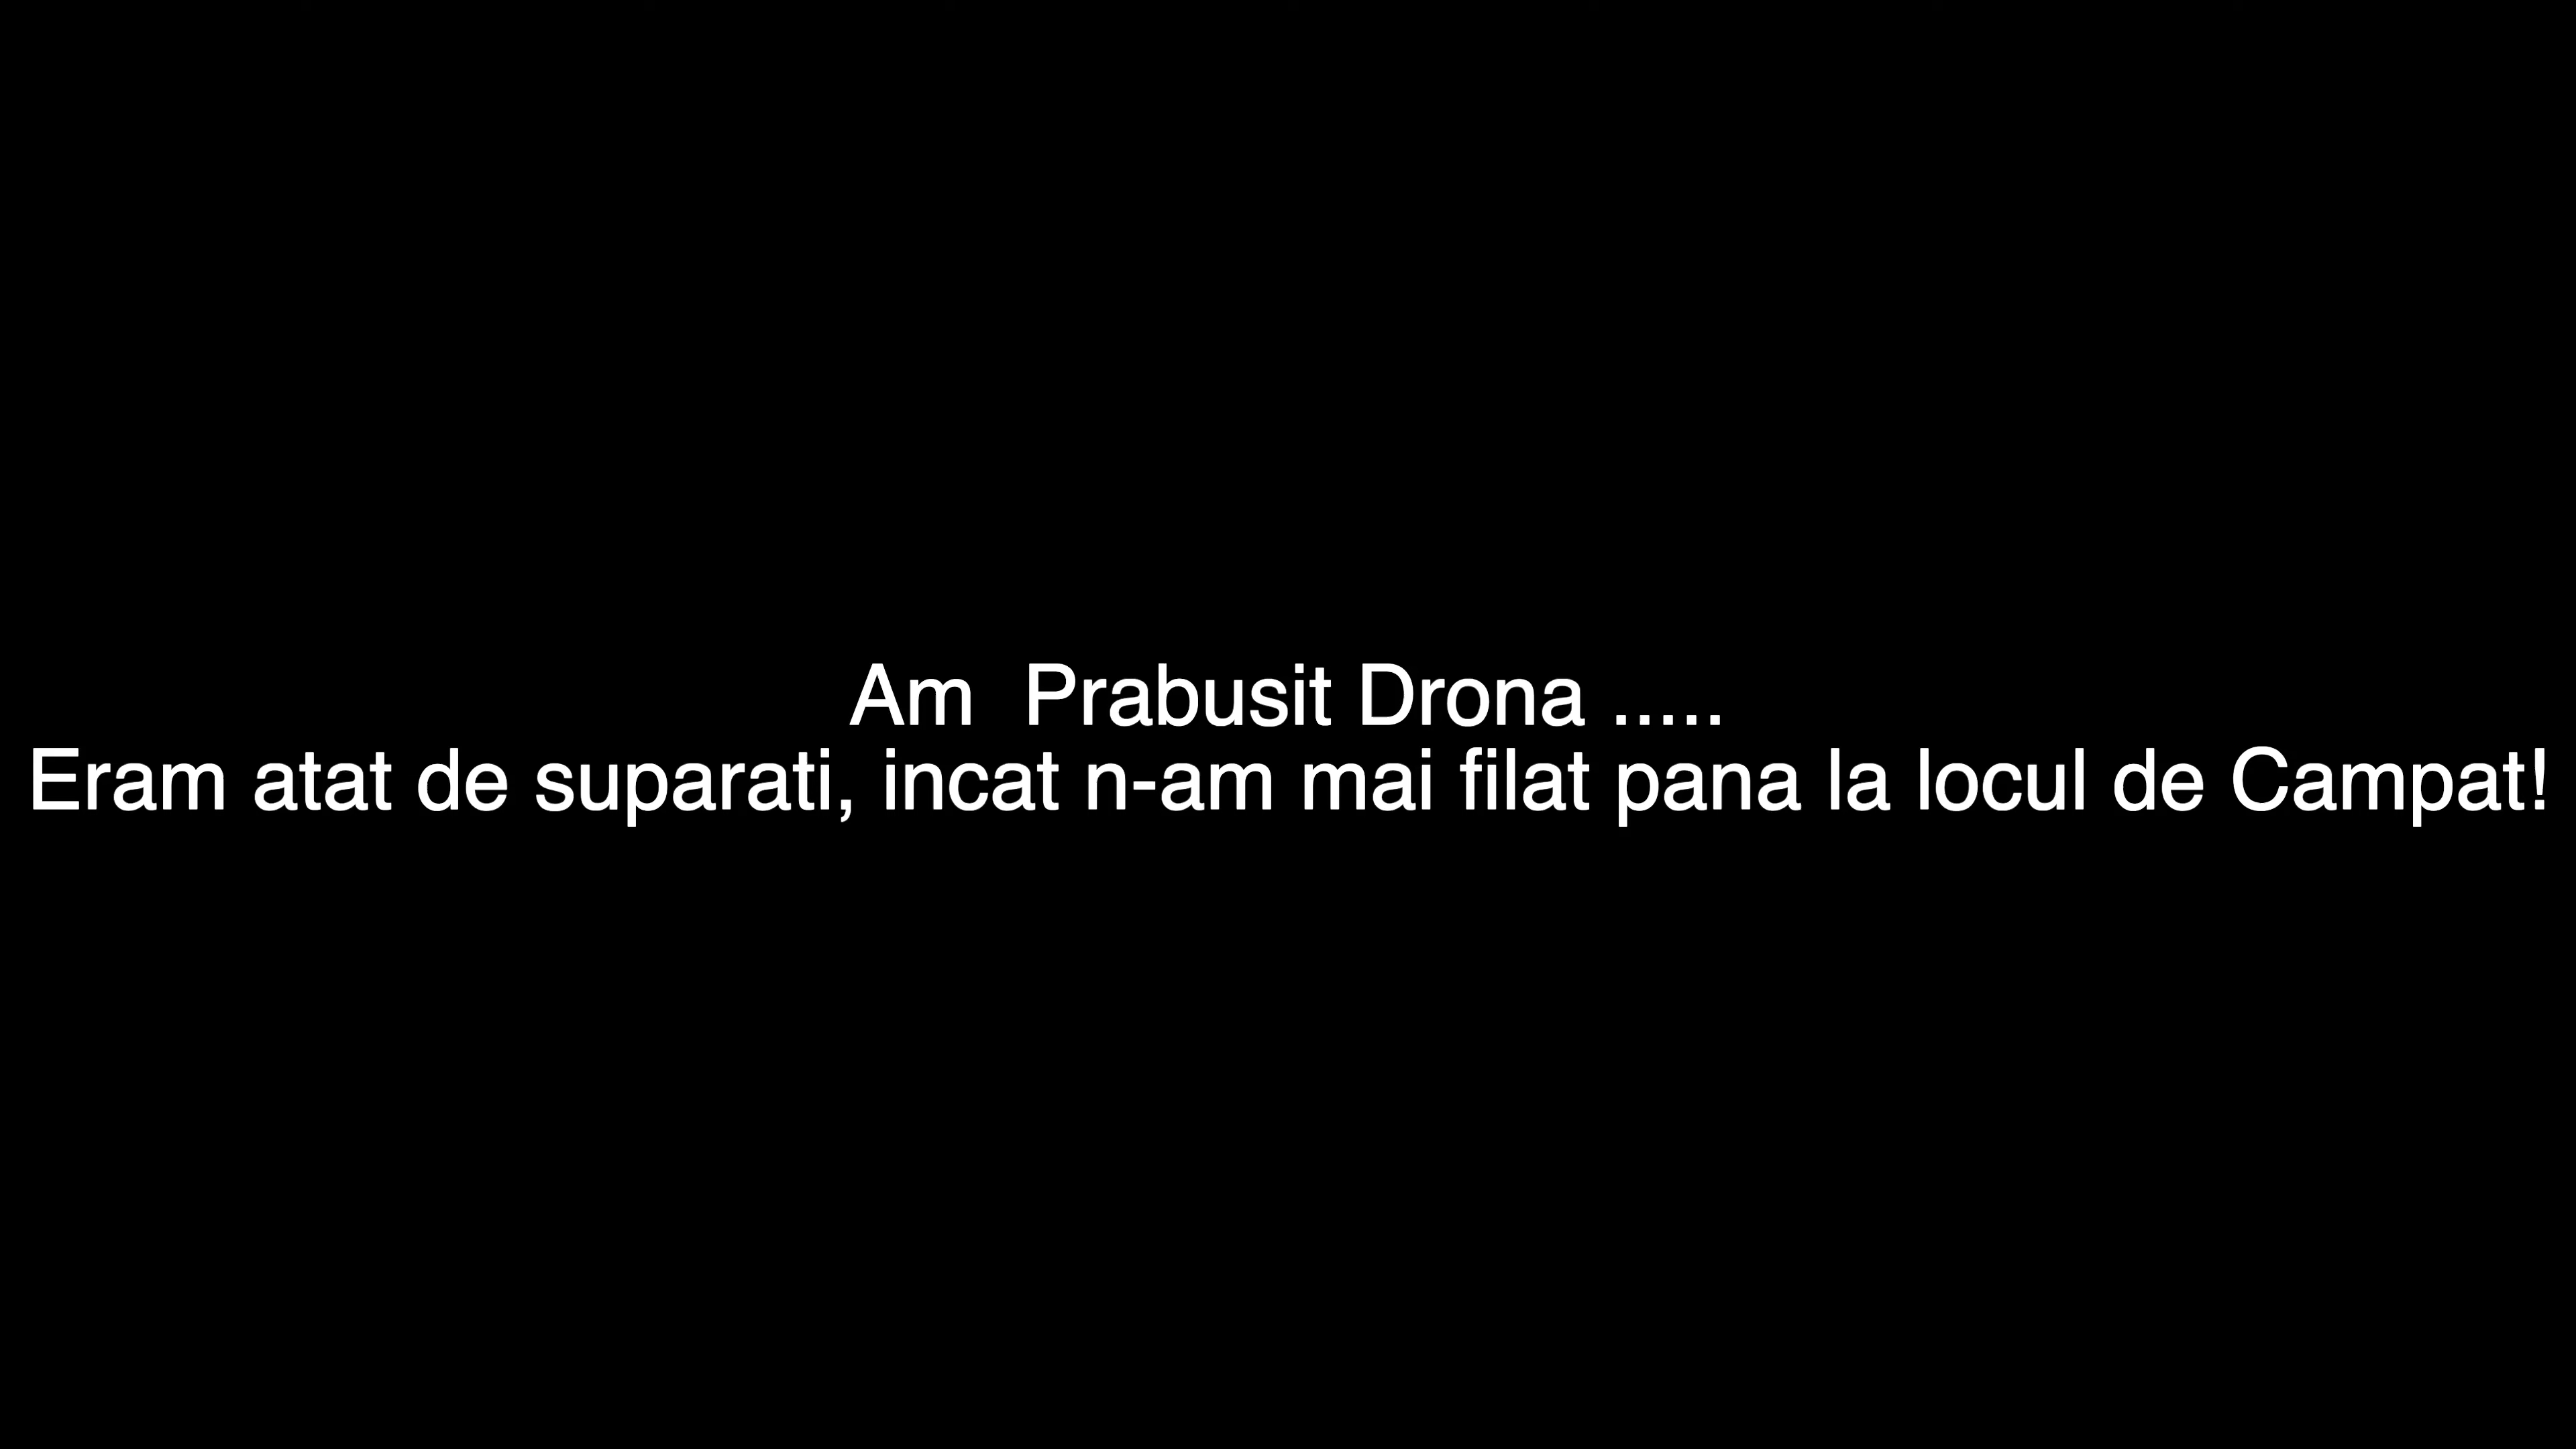 Am  Prabusit Drona .....
Eram atat de suparati, incat n-am mai filat pana la locul de Campat!